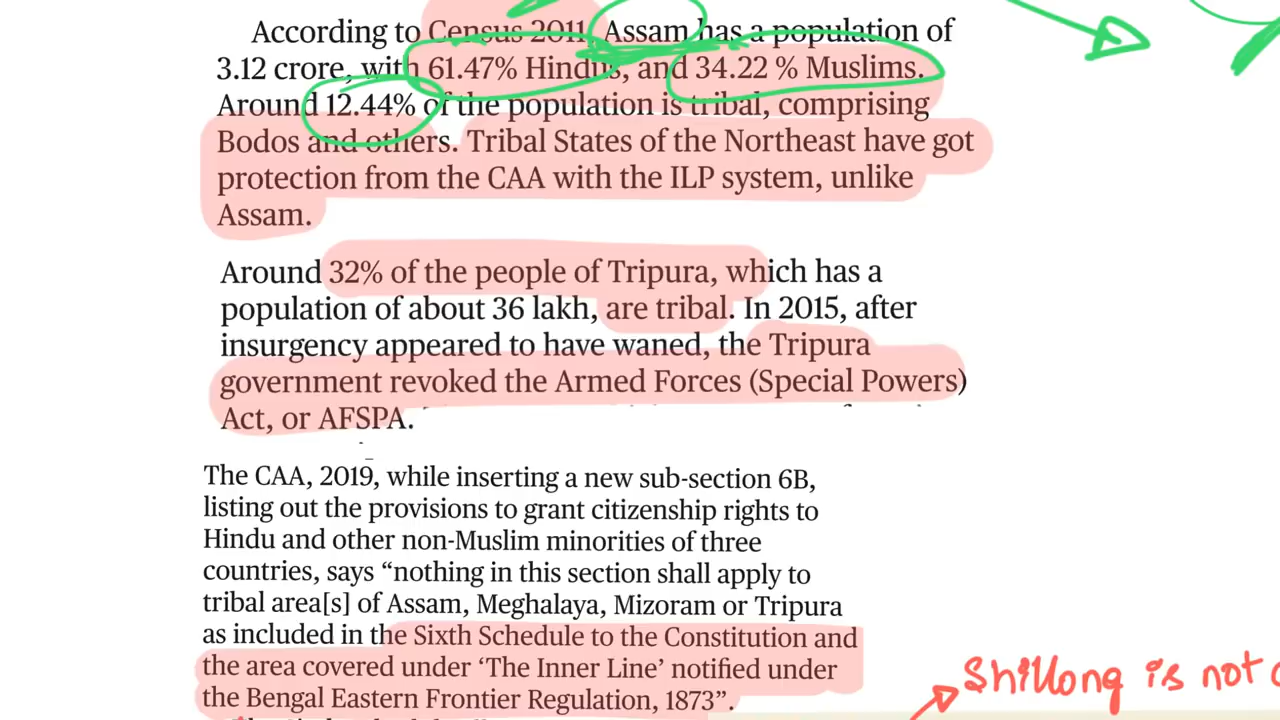 According to Census 2011, Assam has a population of
3.12 crore, with 61.47% Hindus, and 34.22 % Muslims.
Around 12.44% of the population is tribal, comprising
Bodos and others. Tribal States of the Northeast have got
protection from the CAA with the ILP system, unlike
Assam.
Around 32% of the people of Tripura, which has a
population of about 36 lakh, are tribal. In 2015, after
insurgency appeared to have waned, the Tripura
government revoked the Armed Forces (Special Powers)
Act, or AFSPA.
The CAA, 2019, while inserting a new sub-section 6B,
listing out the provisions to grant citizenship rights to
Hindu and other non-Muslim minorities of three
countries, says “nothing in this section shall apply to
tribal area[s] of Assam, Meghalaya, Mizoram or Tripura
as included in the Sixth Schedule to the Constitution and
the area covered under ‘The Inner Line’ notified under
the Bengal Eastern Frontier Regulation, 1873”.
Shillong is not